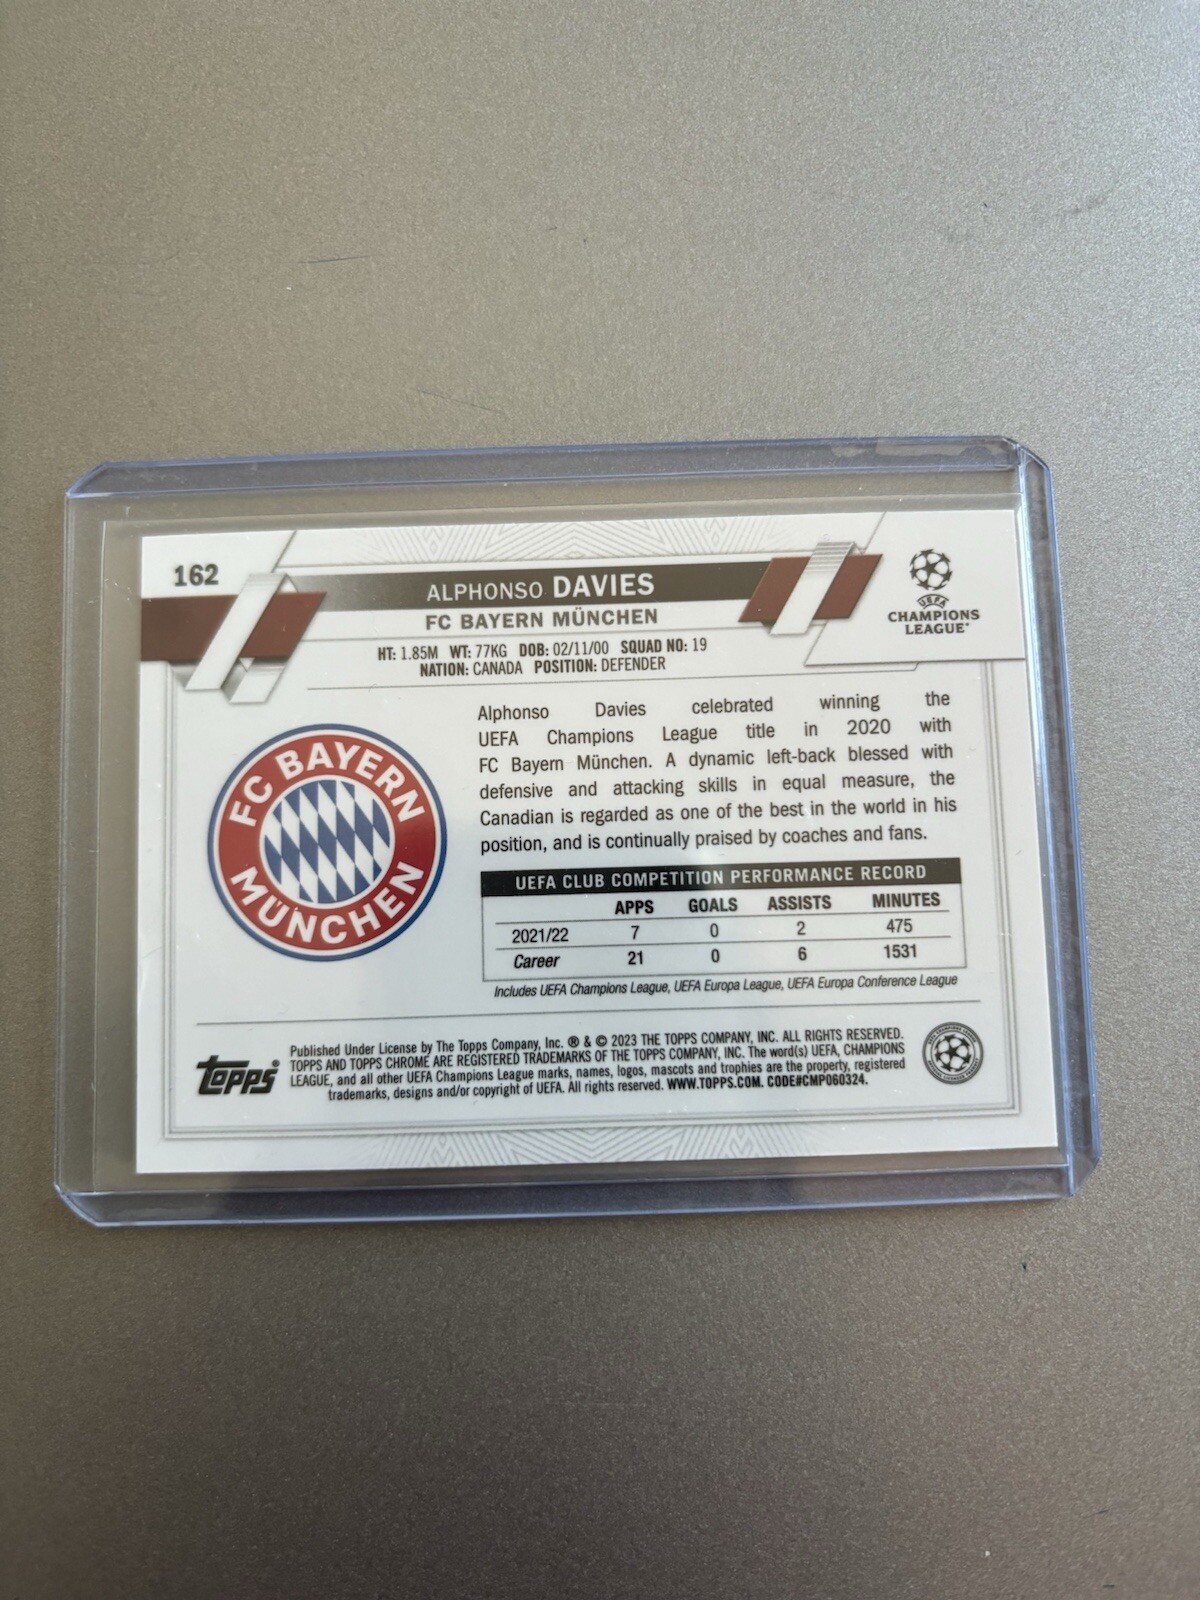 162
ALPHONSO DAVIES
FC BAYERN MÜNCHEN
HT: 1.85M WT: 77KG DOB: 02/11/00 SQUAD NO: 19
NATION: CANADA POSITION: DEFENDER
UEFA
CHAMPIONS
LEAGUE
FC BAYERN
MÜNCHEN
Alphonso Davies celebrated winning the
UEFA Champions League title in 2020 with
FC Bayern München. A dynamic left-back blessed with
defensive and attacking skills in equal measure, the
Canadian is regarded as one of the best in the world in his
position, and is continually praised by coaches and fans.
UEFA CLUB COMPETITION PERFORMANCE RECORD
APPS GOALS ASSISTS MINUTES
2021/22 7 0 2 475
Career 21 0 6 1531
Includes UEFA Champions League, UEFA Europa League, UEFA Europa Conference League
Topps®
Published Under License by The Topps Company, Inc. ® & © 2023 THE TOPPS COMPANY, INC. ALL RIGHTS RESERVED.
TOPPS AND TOPPS CHROME ARE REGISTERED TRADEMARKS OF THE TOPPS COMPANY, INC. The word(s) UEFA, CHAMPIONS
LEAGUE, and all other UEFA Champions League marks, names, logos, mascots and trophies are the property, registered
trademarks, designs and/or copyright of UEFA. All rights reserved. WWW.TOPPS.COM. CODE#CMP060324.